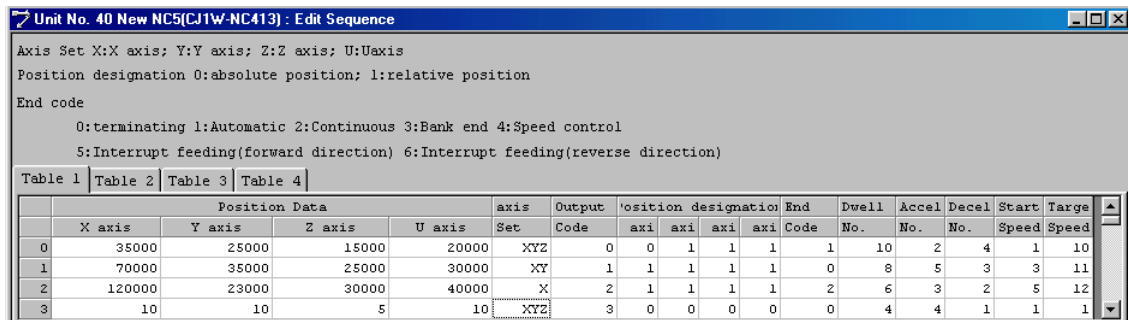 Unit No. 40 New NC5(CJ1W-NC413) : Edit Sequence
Axis Set X:X axis; Y:Y axis; Z:Z axis; U:Uaxis
Position designation 0:absolute position; 1:relative position
End code
0:terminating 1:Automatic 2:Continuous 3:Bank end 4:Speed control
5:Interrupt feeding(forward direction) 6:Interrupt feeding(reverse direction)
Table 1 Table 2 Table 3 Table 4
Position Data axis Output osition designatio End Dwell Accel Decel Start Targe
X axis Y axis Z axis U axis Set Code axi axi axi axi Code No. No. No. Speed Speed
0 35000 25000 15000 20000 XYZ 0 0 1 1 1 1 10 2 4 1 10
1 70000 35000 25000 30000 XY 1 1 1 1 1 0 8 5 3 3 11
2 120000 23000 30000 40000 X 2 1 1 1 1 2 6 3 2 5 12
3 10 10 5 10 XYZ 3 0 0 0 0 0 4 4 1 1 1